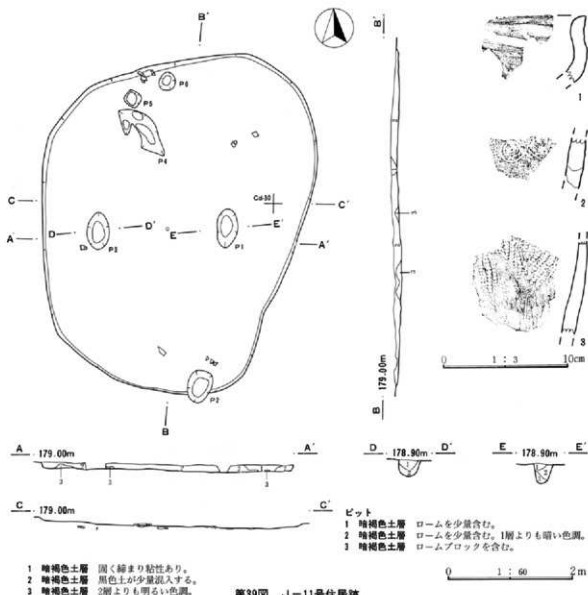 B′
B′
1
P6
P5
P4
2
Cd-30
C
C′
D
D′
E
E′
A
A′
P3
P1
3
1 : 3
10cm
P2
179.00m
B
B
A
179.00m
A′
D
178.90m
D′
E
178.90m
E′
3
3
3
C
179.00m
C′
ピット
1 暗褐色土層 ロームを少量含む。
2 暗褐色土層 ロームを少量含む。1層よりも暗い色調。
3 暗褐色土層 ロームブロックを含む。
1 暗褐色土層 固く締まり粘性あり。
2 暗褐色土層 黒色土が少量混入する。
3 暗褐色土層 2層よりも明るい色調。
1 : 60
2m
第39図 J-11号住居跡